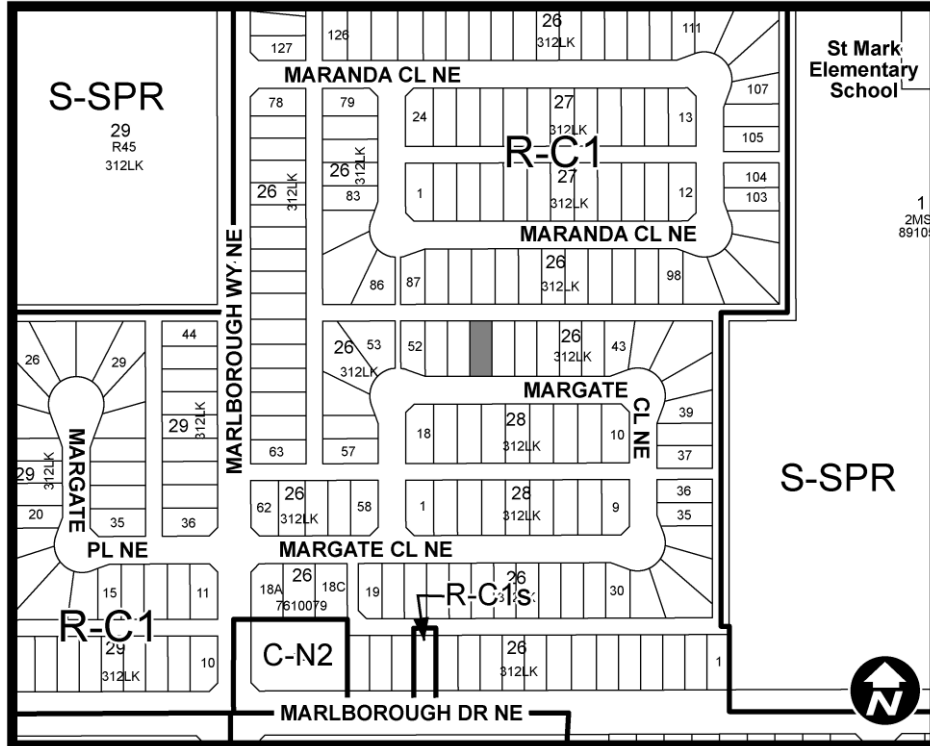 26
126
111
127
312LK
St Mark
Elementary
School
MARANDA CL NE
S-SPR
29
R45
312LK
107
78
79
24
27
13
312LK
105
R-C1
26
312LK
26
312LK
83
1
27
312LK
12
104
103
1
2MS
8910
MARANDA CL NE
MARLBOROUGH WY NE
86
87
26
312LK
98
44
26
29
26
312LK
53
52
26
312LK
43
MARGATE
CL NE
39
29
312LK
MARGATE
18
28
312LK
10
37
63
57
29
312LK
S-SPR
20
35
36
62
26
312LK
58
1
28
312LK
9
36
35
PL NE
MARGATE CL NE
15
11
18A
26
18C
7610079
19
26
30
R-C1s
R-C1
29
312LK
10
C-N2
26
312LK
1
MARLBOROUGH DR NE
N